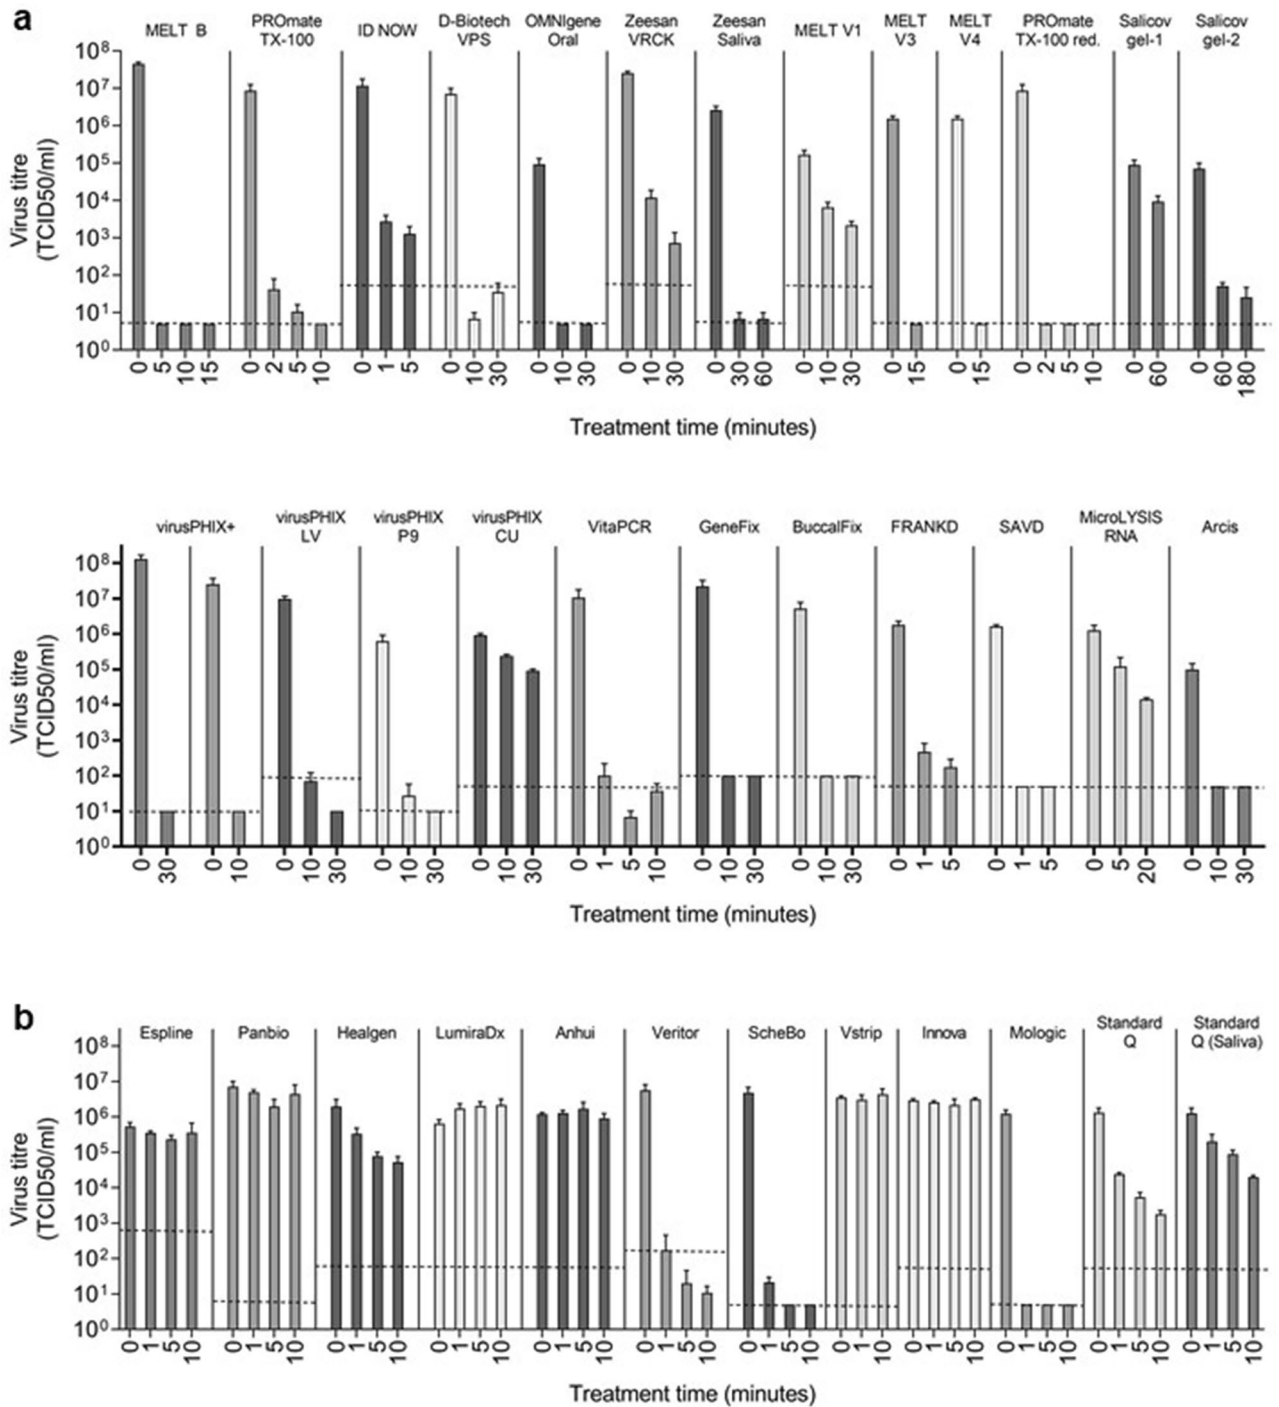 a
MELT B
PROmate
TX-100
ID NOW
D-Biotech
VPS
OMNIgene
Oral
Zeesan
VRCK
Zeesan
Saliva
MELT V1
MELT
V3
MELT
V4
PROmate
TX-100 red.
Salicov
gel-1
Salicov
gel-2
Virus titre
(TCID50/ml)
10⁸
10⁷
10⁶
10⁵
10⁴
10³
10²
10¹
10⁰
0 5 10 15 0 2 5 10 0 1 5 0 10 30 0 10 30 0 10 30 0 30 60 0 10 30 0 15 0 15 0 2 5 10 0 60 0 60 180
Treatment time (minutes)
virusPHIX+
virusPHIX
LV
virusPHIX
P9
virusPHIX
CU
VitaPCR
GeneFix
BuccalFix
FRANKD
SAVD
MicroLYSIS
RNA
Arcis
Virus titre
(TCID50/ml)
10⁸
10⁷
10⁶
10⁵
10⁴
10³
10²
10¹
10⁰
0 30 0 10 0 10 30 0 10 30 0 10 30 0 1 5 10 0 10 30 0 10 30 0 1 5 0 1 5 0 5 20 0 10 30
Treatment time (minutes)
b
Espline
Panbio
Healgen
LumiraDx
Anhui
Veritor
ScheBo
Vstrip
Innova
Mologic
Standard
Q
Standard
Q (Saliva)
Virus titre
(TCID50/ml)
10⁸
10⁷
10⁶
10⁵
10⁴
10³
10²
10¹
10⁰
0 1 5 10 0 1 5 10 0 1 5 10 0 1 5 10 0 1 5 10 0 1 5 10 0 1 5 10 0 5 10 0 1 5 10 0 1 5 10 0 1 5 10 0 1 5 10
Treatment time (minutes)